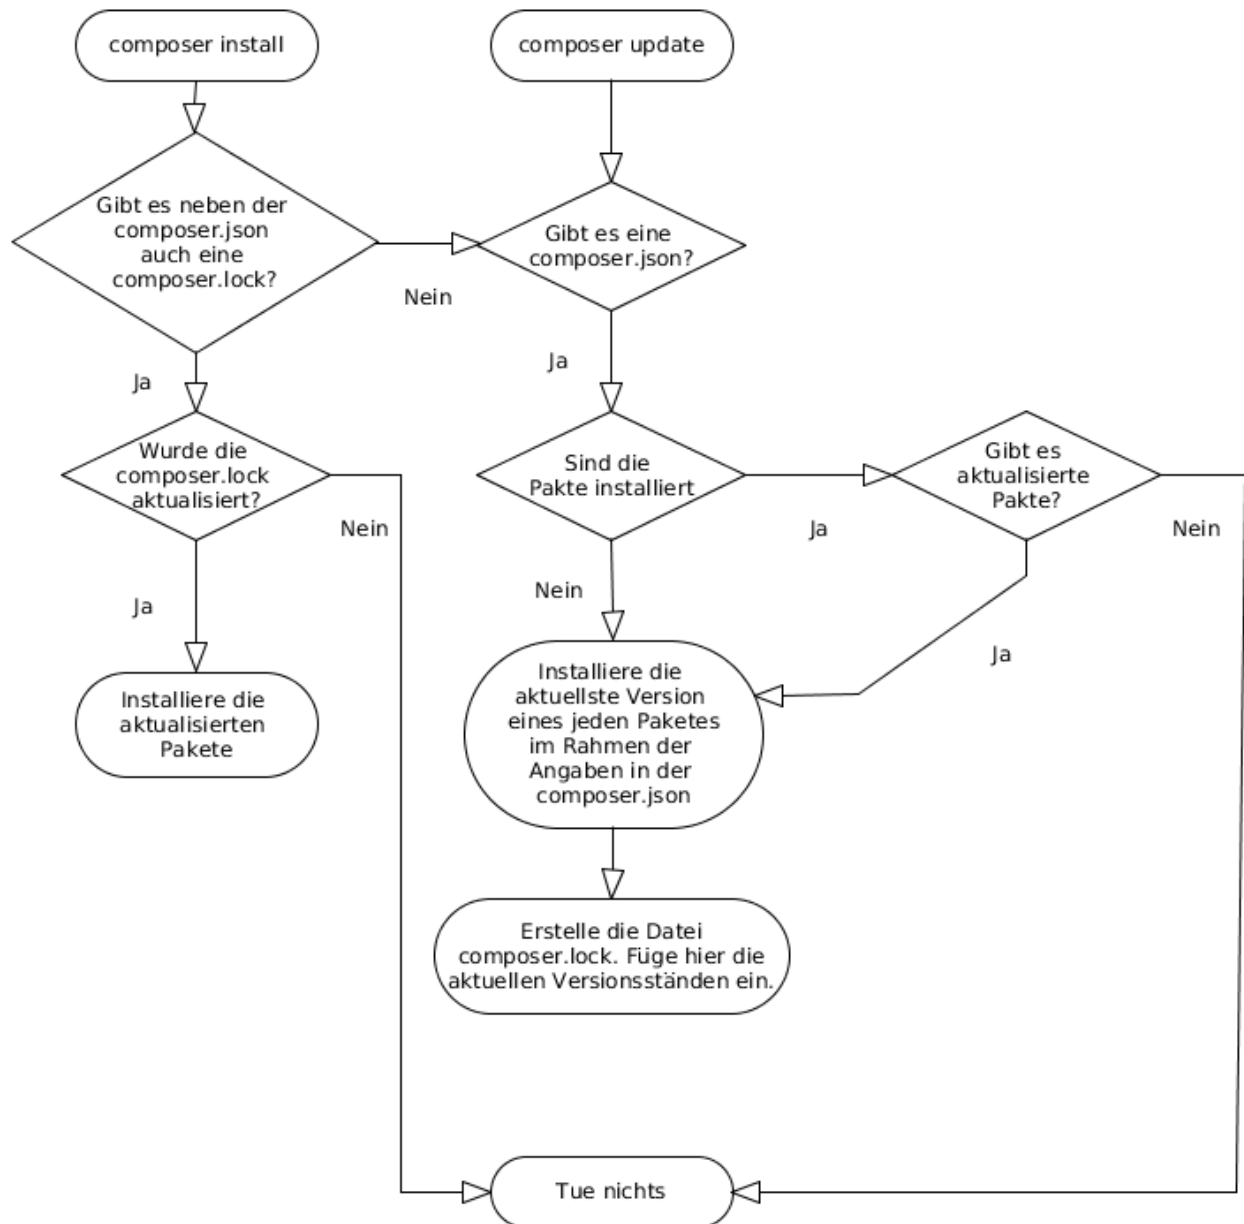 composer install
composer update
Gibt es neben der
composer.json
auch eine
composer.lock?
Nein
Gibt es eine
composer.json?
Ja
Ja
Wurde die
composer.lock
aktualisiert?
Nein
Sind die
Pakte installiert
Ja
Gibt es
aktualisierte
Pakte?
Nein
Ja
Nein
Ja
Installiere die
aktualisierten
Pakete
Installiere die
aktuellste Version
eines jeden Paketes
im Rahmen der
Angaben in der
composer.json
Erstelle die Datei
composer.lock. Füge hier die
aktuellen Versionsständen ein.
Tue nichts